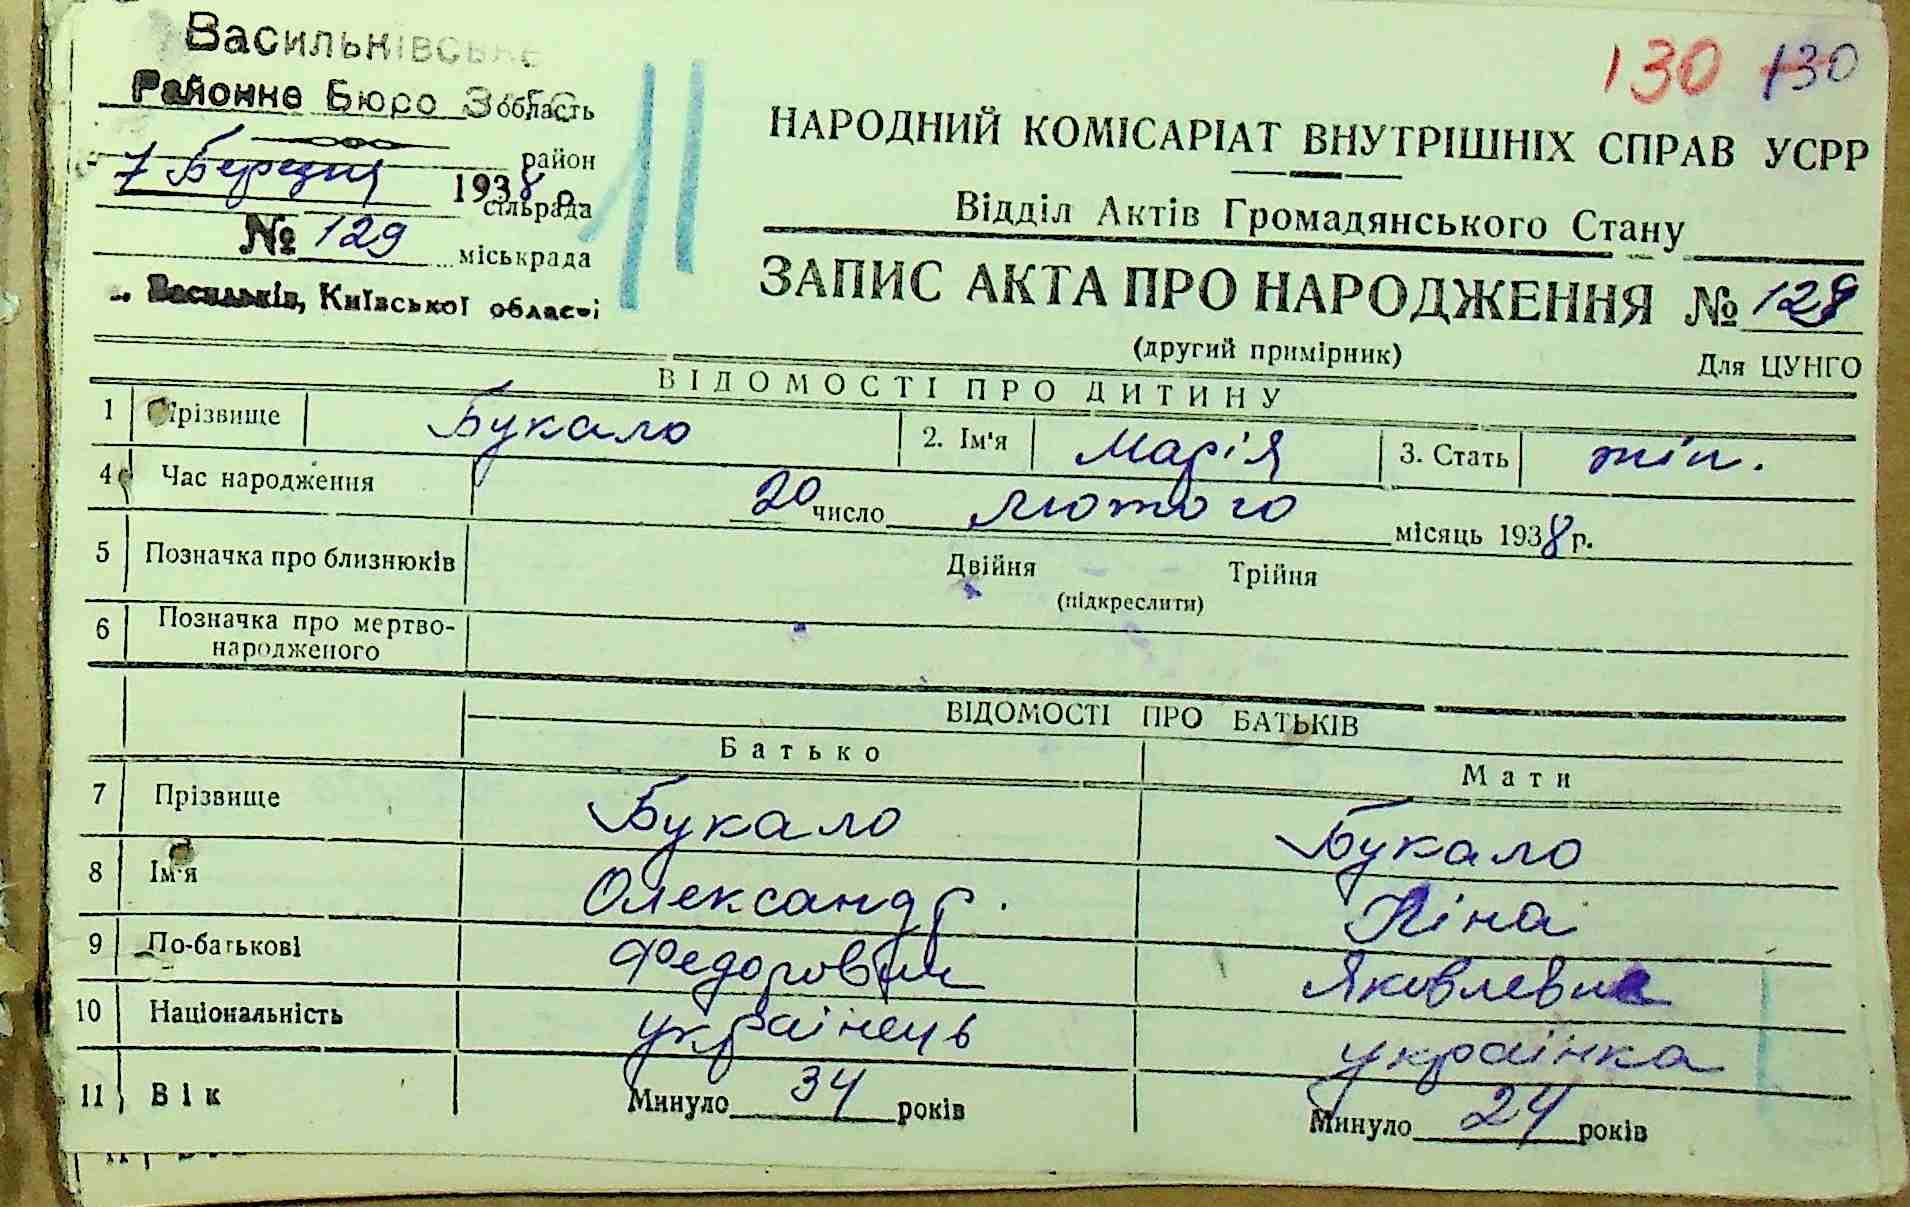 Васильківське
Районне Бюро ЗАГС
область
район
7 Березня 1938 р.
сільрада
№ 129
міськрада
м. Васильків, Київської області
130 130
НАРОДНИЙ КОМІСАРІАТ ВНУТРІШНІХ СПРАВ УСРР
Відділ Актів Громадянського Стану
ЗАПИС АКТА ПРО НАРОДЖЕННЯ № 129
(другий примірник)
Для ЦУНГО
ВІДОМОСТІ ПРО ДИТИНУ
1 Прізвище Букало 2. Ім'я Марія 3. Стать жін.
4 Час народження 20 число лютого місяць 1938 р.
5 Позначка про близнюків Двійня Трійня
(підкреслити)
6 Позначка про мертво-
народженого
ВІДОМОСТІ ПРО БАТЬКІВ
Батько Мати
7 Прізвище Букало Букало
8 Ім'я Олександр. Ніна
9 По-батькові Федорович Яковлевна
10 Національність українець українка
11 Вік Минуло 34 років Минуло 24 років